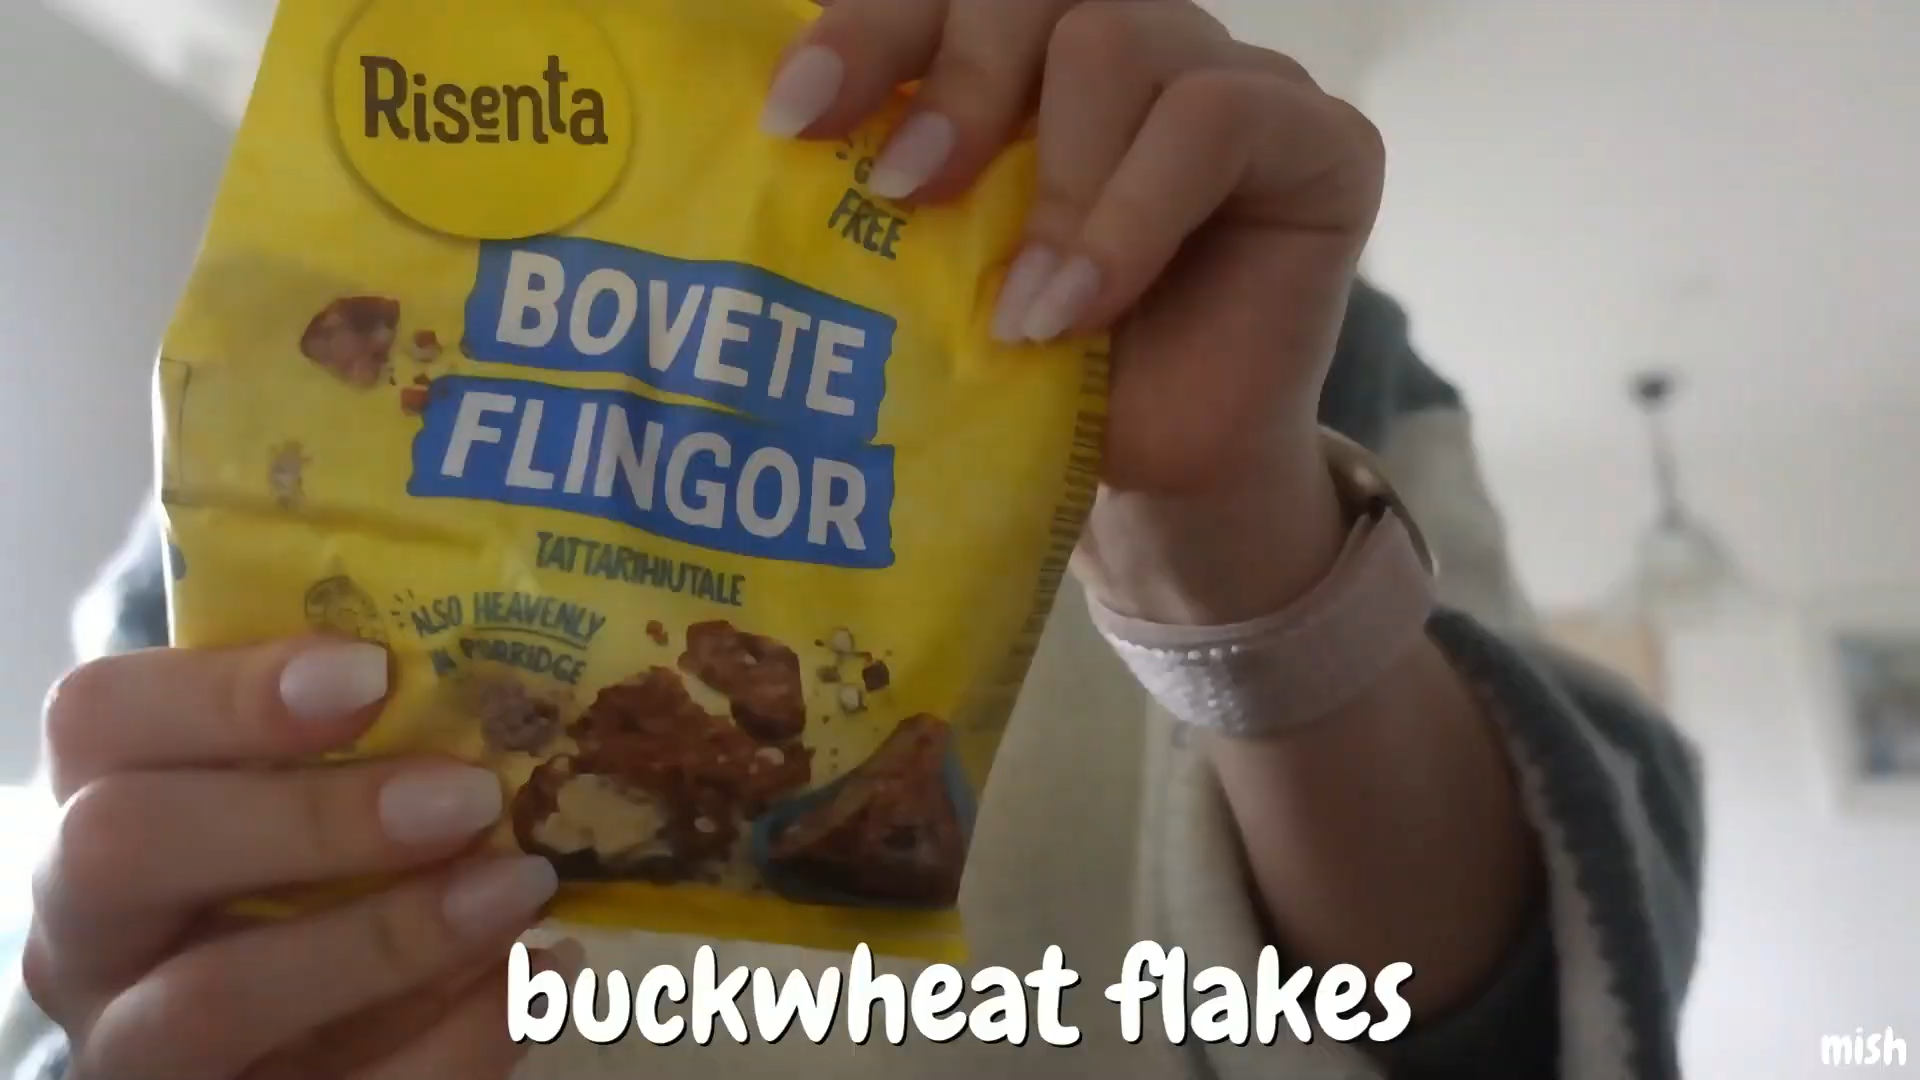 Risenta
FREE
BOVETE
FLINGOR
TATTARIHIUTALE
ALSO HEAVENLY
IN PORRIDGE
buckwheat flakes
mish